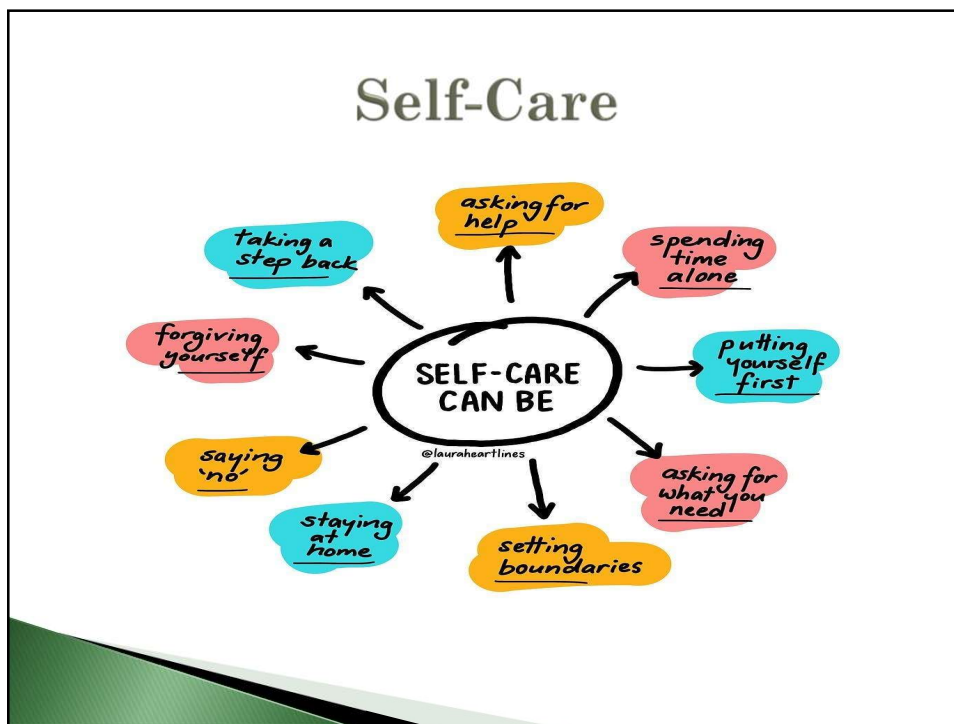 Self-Care
asking for
help
spending
time
alone
putting
yourself
first
asking for
what you
need
setting
boundaries
staying
at
home
saying
'no'
forgiving
yourself
taking a
step back
SELF-CARE
CAN BE
@lauraheartlines